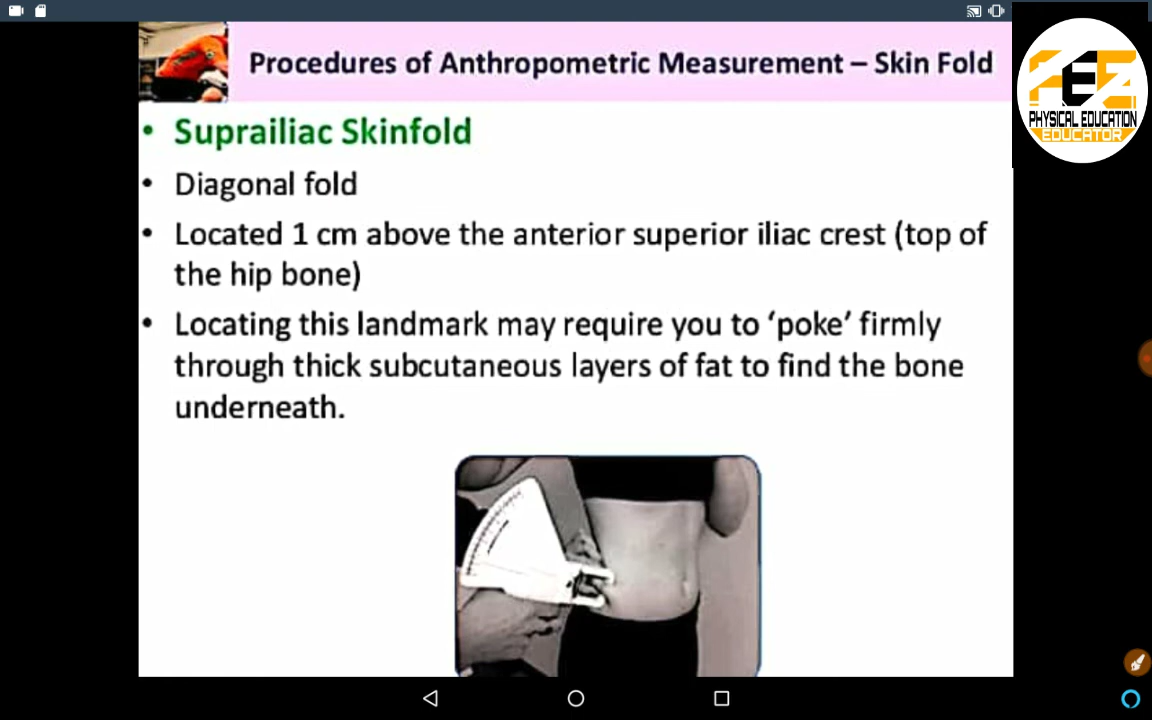 Procedures of Anthropometric Measurement – Skin Fold
PHYSICAL EDUCATION
EDUCATOR
• Suprailiac Skinfold
• Diagonal fold
• Located 1 cm above the anterior superior iliac crest (top of
the hip bone)
• Locating this landmark may require you to ‘poke’ firmly
through thick subcutaneous layers of fat to find the bone
underneath.